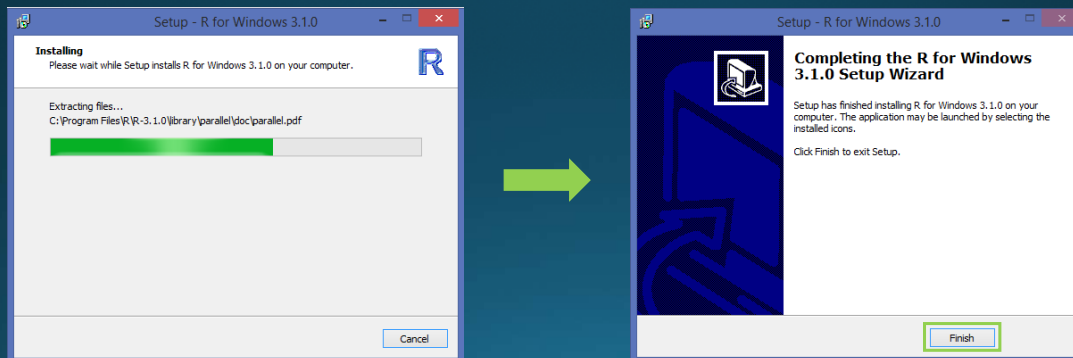 Setup - R for Windows 3.1.0
Installing
Please wait while Setup installs R for Windows 3.1.0 on your computer.
R
Extracting files...
C:\Program Files\R\R-3.1.0\library\parallel\doc\parallel.pdf
Cancel
Setup - R for Windows 3.1.0
Completing the R for Windows
3.1.0 Setup Wizard
Setup has finished installing R for Windows 3.1.0 on your
computer. The application may be launched by selecting the
installed icons.
Click Finish to exit Setup.
Finish